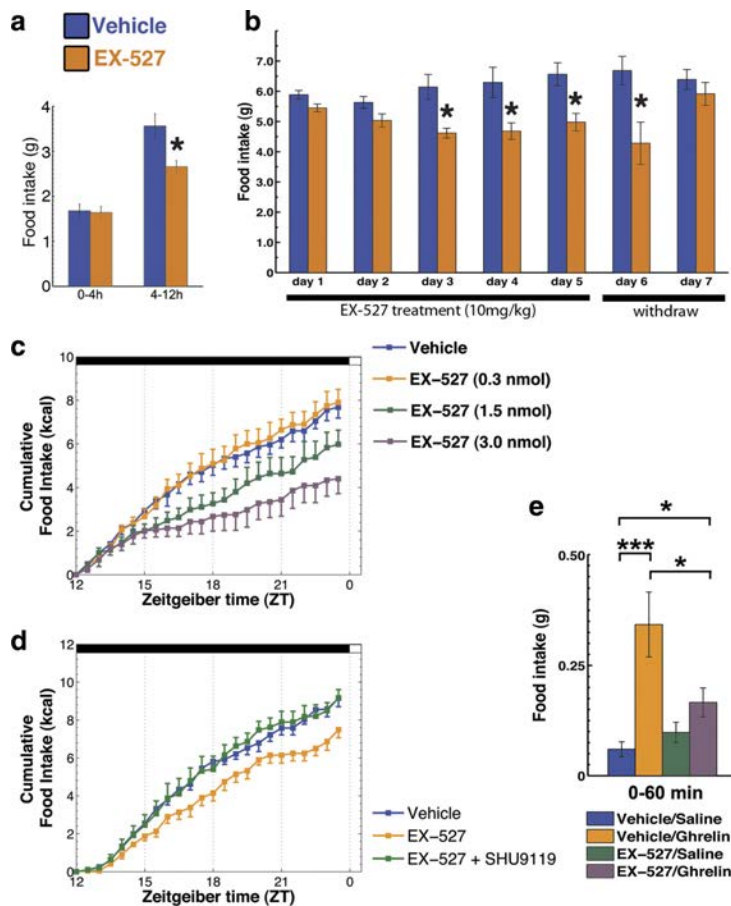 a
Vehicle
EX-527
Food intake (g)
4
3
2
1
0
*
0-4h
4-12h
b
Food intake (g)
7.0
6.0
5.0
4.0
3.0
2.0
1.0
0.0
*
*
*
*
day 1 day 2 day 3 day 4 day 5 day 6 day 7
EX-527 treatment (10mg/kg) withdraw
c
Cumulative
Food Intake (kcal)
10
8
6
4
2
0
12 15 18 21 0
Zeitgeiber time (ZT)
Vehicle
EX-527 (0.3 nmol)
EX-527 (1.5 nmol)
EX-527 (3.0 nmol)
d
Cumulative
Food Intake (kcal)
12
10
8
6
4
2
0
12 15 18 21 0
Zeitgeiber time (ZT)
Vehicle
EX-527
EX-527 + SHU9119
e
*
***
*
Food intake (g)
0.50
0.25
0
0-60 min
Vehicle/Saline
Vehicle/Ghrelin
EX-527/Saline
EX-527/Ghrelin